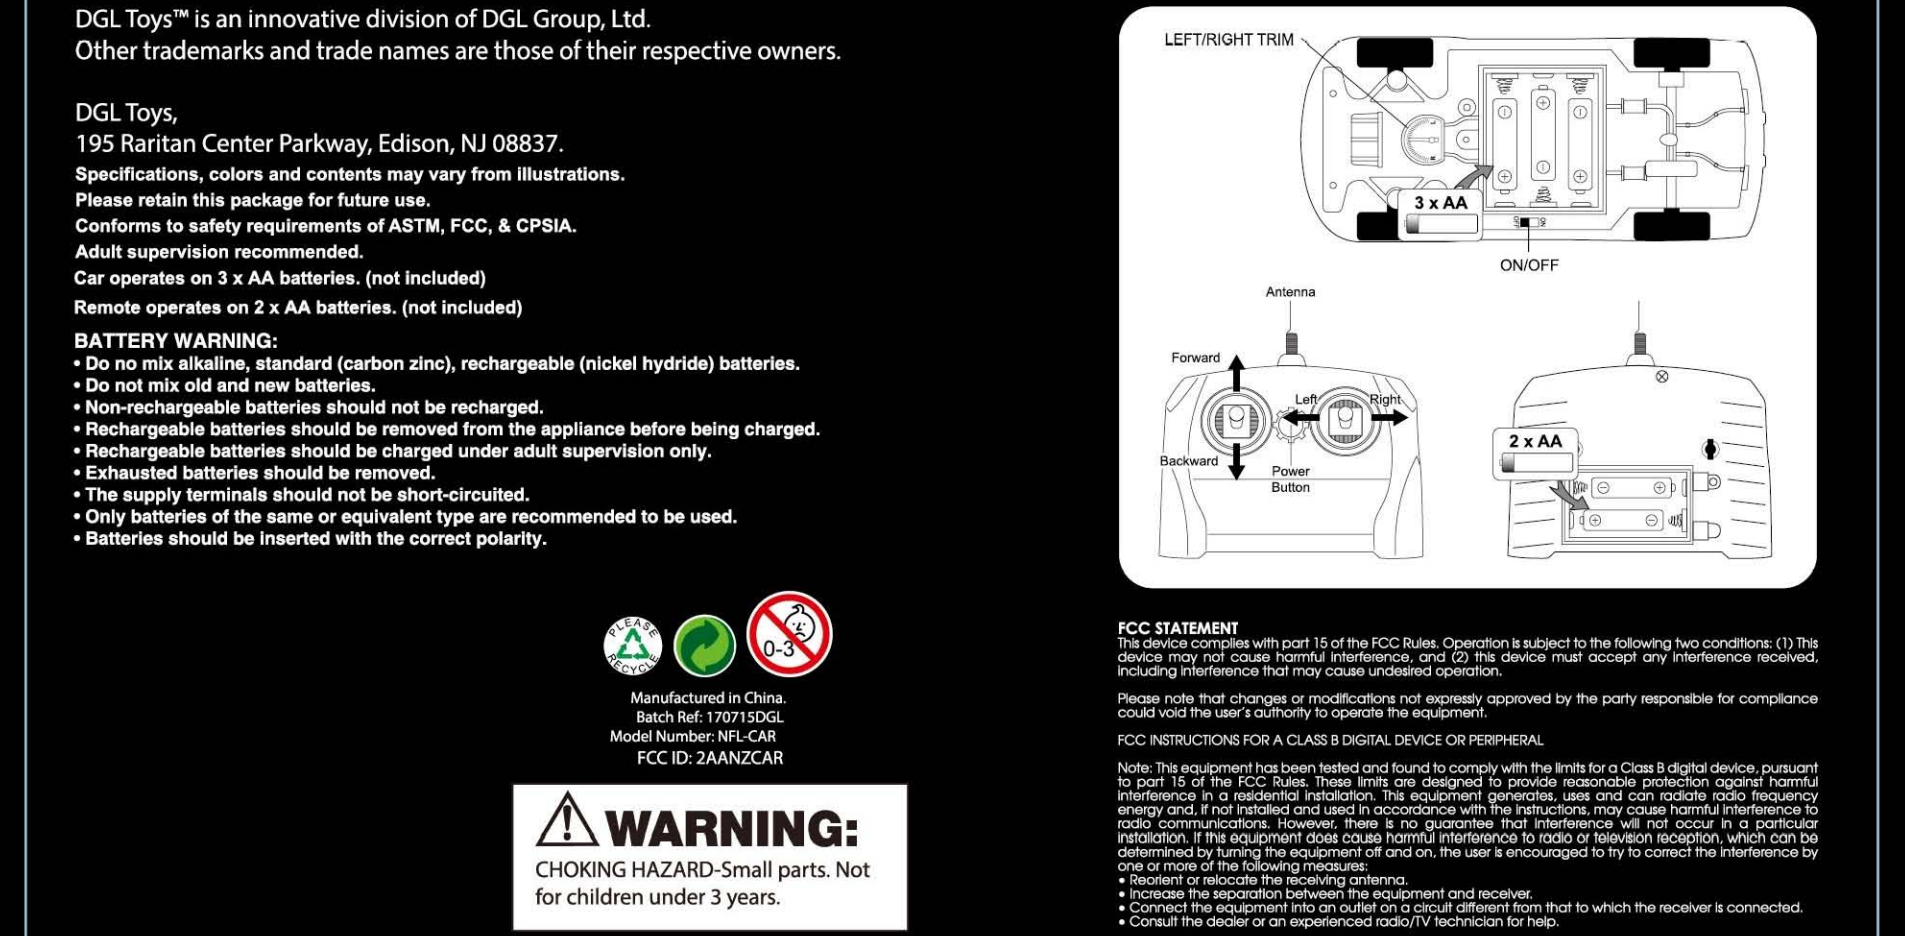 DGL Toys™ is an innovative division of DGL Group, Ltd.
Other trademarks and trade names are those of their respective owners.
DGL Toys,
195 Raritan Center Parkway, Edison, NJ 08837.
Specifications, colors and contents may vary from illustrations.
Please retain this package for future use.
Conforms to safety requirements of ASTM, FCC, & CPSIA.
Adult supervision recommended.
Car operates on 3 x AA batteries. (not included)
Remote operates on 2 x AA batteries. (not included)
BATTERY WARNING:
• Do no mix alkaline, standard (carbon zinc), rechargeable (nickel hydride) batteries.
• Do not mix old and new batteries.
• Non-rechargeable batteries should not be recharged.
• Rechargeable batteries should be removed from the appliance before being charged.
• Rechargeable batteries should be charged under adult supervision only.
• Exhausted batteries should be removed.
• The supply terminals should not be short-circuited.
• Only batteries of the same or equivalent type are recommended to be used.
• Batteries should be inserted with the correct polarity.
PLEASE
RECYCLE
0-3
Manufactured in China.
Batch Ref: 170715DGL
Model Number: NFL-CAR
FCC ID: 2AANZCAR
WARNING:
CHOKING HAZARD-Small parts. Not
for children under 3 years.
LEFT/RIGHT TRIM
L
R
3 x AA
ON
OFF
ON/OFF
Antenna
Forward
Left
Right
Backward
Power
Button
2 x AA
FCC STATEMENT
This device complies with part 15 of the FCC Rules. Operation is subject to the following two conditions: (1) This
device may not cause harmful interference, and (2) this device must accept any interference received,
including interference that may cause undesired operation.
Please note that changes or modifications not expressly approved by the party responsible for compliance
could void the user's authority to operate the equipment.
FCC INSTRUCTIONS FOR A CLASS B DIGITAL DEVICE OR PERIPHERAL
Note: This equipment has been tested and found to comply with the limits for a Class B digital device, pursuant
to part 15 of the FCC Rules. These limits are designed to provide reasonable protection against harmful
interference in a residential installation. This equipment generates, uses and can radiate radio frequency
energy and, if not installed and used in accordance with the instructions, may cause harmful interference to
radio communications. However, there is no guarantee that interference will not occur in a particular
installation. If this equipment does cause harmful interference to radio or television reception, which can be
determined by turning the equipment off and on, the user is encouraged to try to correct the interference by
one or more of the following measures:
• Reorient or relocate the receiving antenna.
• Increase the separation between the equipment and receiver.
• Connect the equipment into an outlet on a circuit different from that to which the receiver is connected.
• Consult the dealer or an experienced radio/TV technician for help.